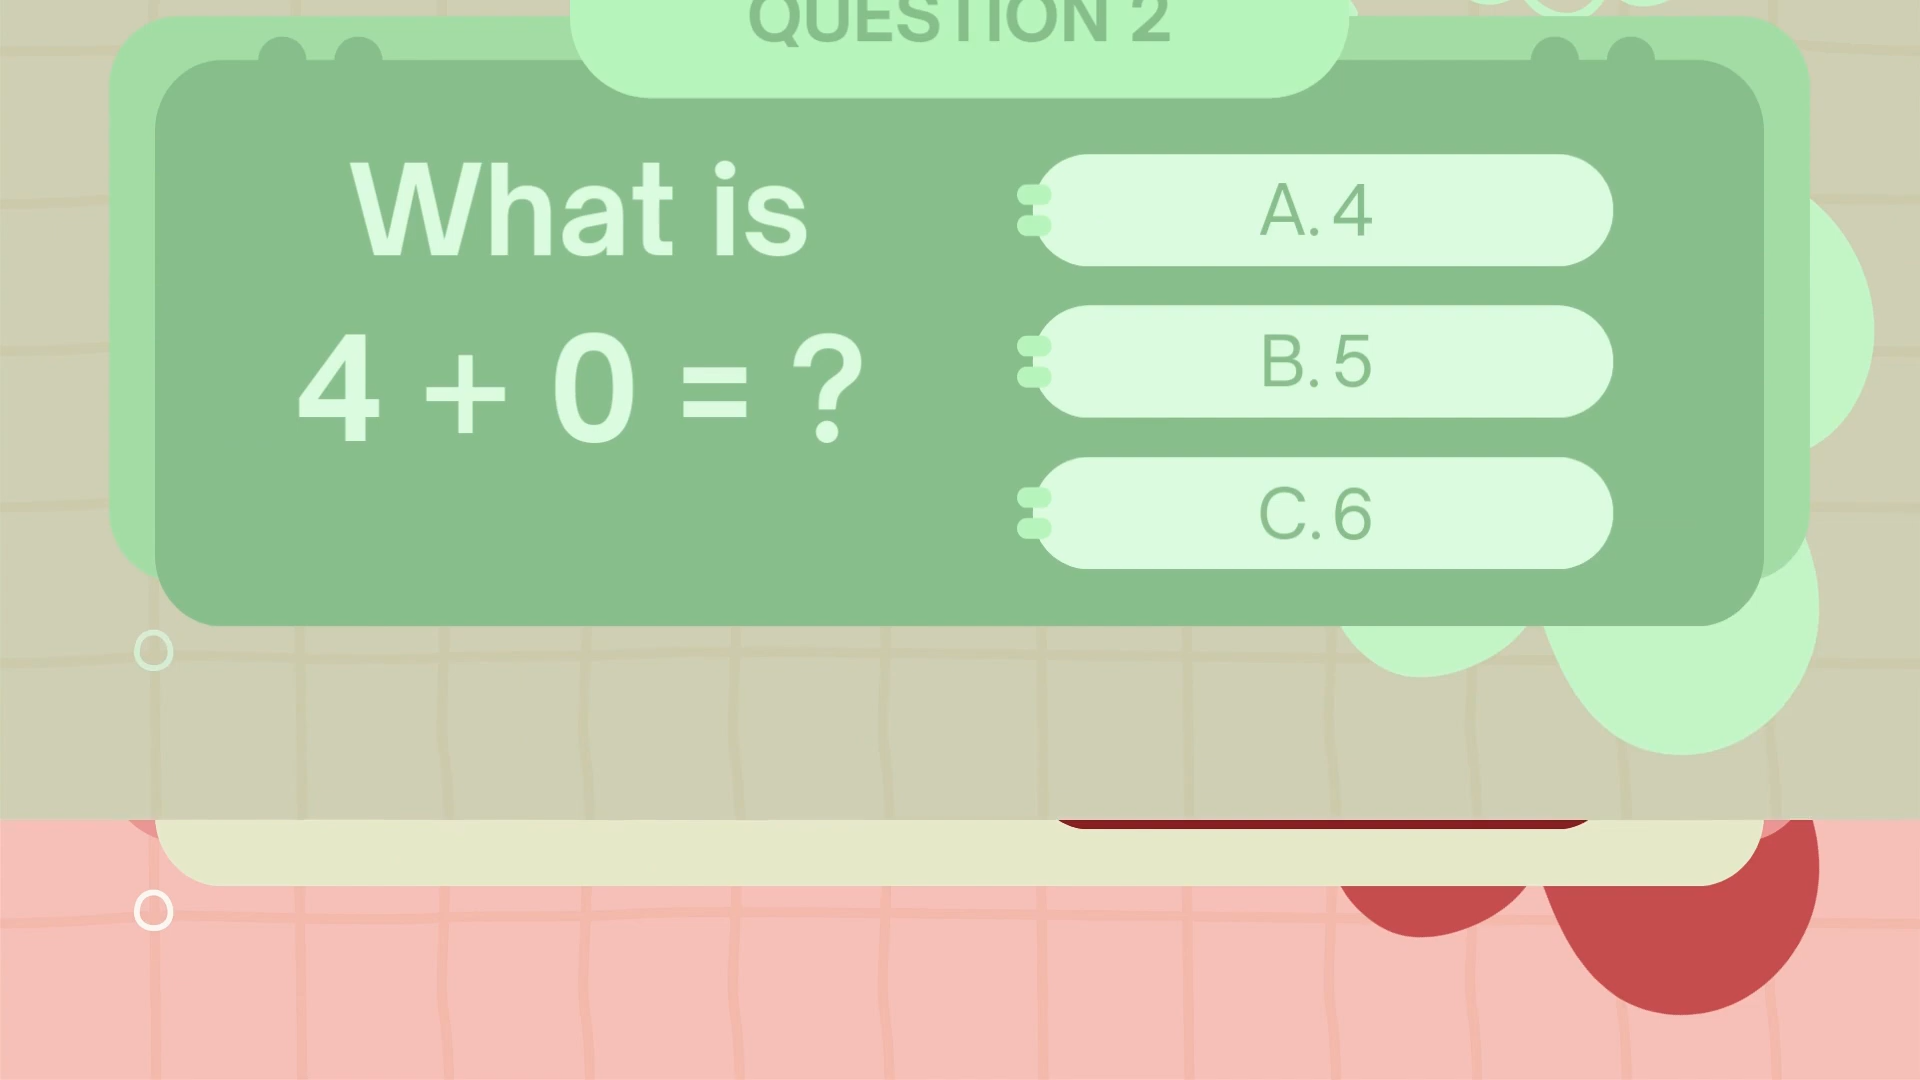 QUESTION 2
What is
4 + 0 = ?
A. 4
B. 5
C. 6